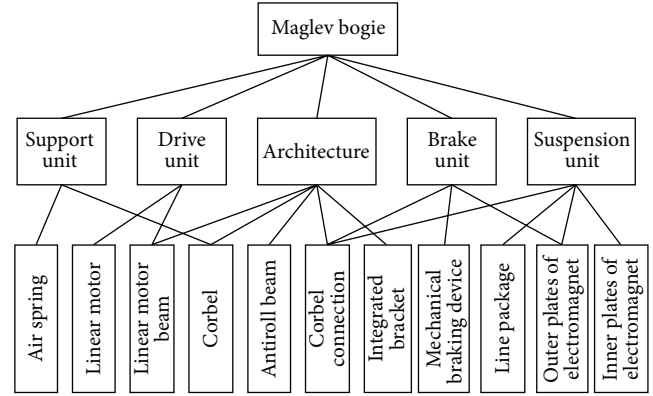 Maglev bogie
Support
unit
Drive
unit
Architecture
Brake
unit
Suspension
unit
Air spring
Linear motor
Linear motor
beam
Corbel
Antiroll beam
Corbel
connection
Integrated
bracket
Mechanical
braking device
Line package
Outer plates of
electromagnet
Inner plates of
electromagnet